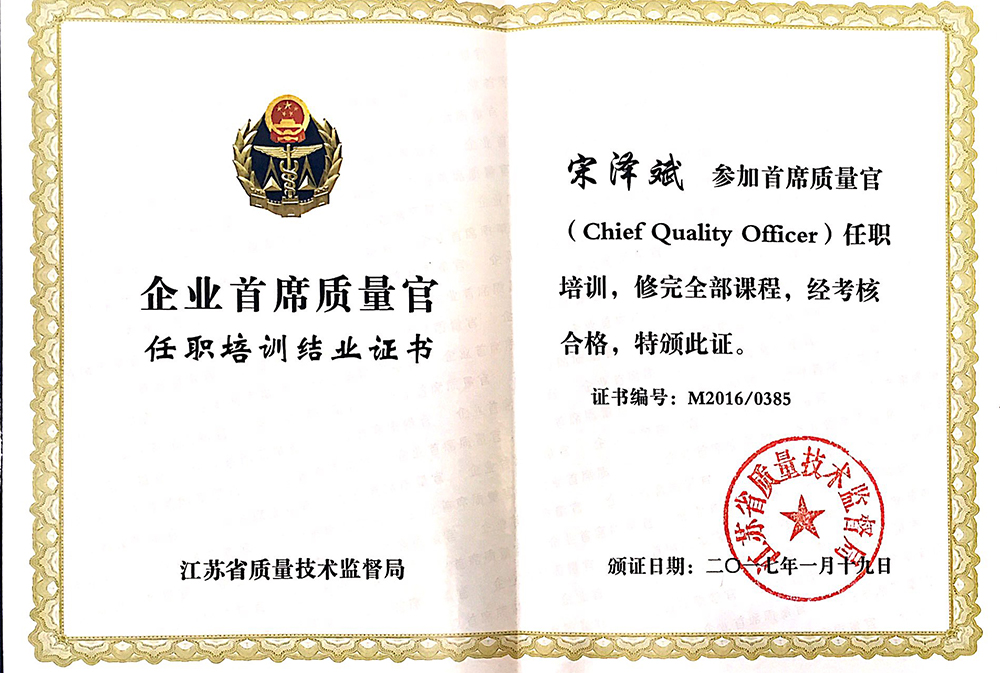 企业首席质量官
任职培训结业证书
江苏省质量技术监督局
宋泽斌 参加首席质量官
（Chief Quality Officer）任职
培训，修完全部课程，经考核
合格，特颁此证。
证书编号：M2016/0385
江苏省质量技术监督局
颁证日期：二〇一七年一月十九日